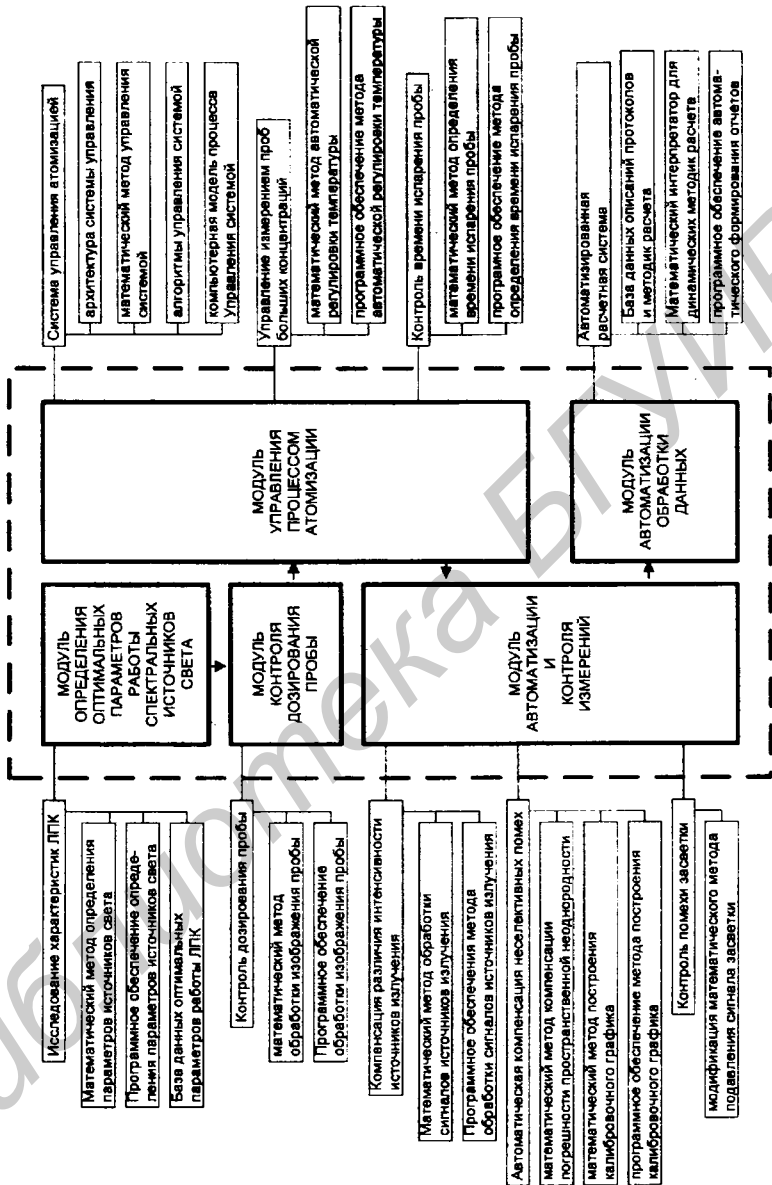 Исследование характеристик ЛПК
Математический метод определения
параметров источников света
Программное обеспечение опреде-
ления параметров источников света
База данных оптимальных
параметров работы ЛПК
Контроль дозирования пробы
математический метод
обработки изображения пробы
Программное обеспечение
обработки изображения пробы
Компенсация различия интенсивности
источников излучения
Математический метод обработки
сигналов источников излучения
Программное обеспечения метода
обработки сигналов источников излучения
Автоматическая компенсация неселективных помех
математический метод компенсации
погрешности пространственной неоднородности
математический метод построения
калибровочного графика
программное обеспечение метода построения
калибровочного графика
Контроль помехи засветки
модификация математического метода
подавления сигнала засветки
МОДУЛЬ
ОПРЕДЕЛЕНИЯ
ОПТИМАЛЬНЫХ
ПАРАМЕТРОВ
РАБОТЫ
СПЕКТРАЛЬНЫХ
ИСТОЧНИКОВ
СВЕТА
МОДУЛЬ
КОНТРОЛЯ
ДОЗИРОВАНИЯ
ПРОБЫ
МОДУЛЬ
АВТОМАТИЗАЦИИ
И
КОНТРОЛЯ
ИЗМЕРЕНИЙ
МОДУЛЬ
УПРАВЛЕНИЯ
ПРОЦЕССОМ
АТОМИЗАЦИИ
МОДУЛЬ
АВТОМАТИЗАЦИИ
ОБРАБОТКИ
ДАННЫХ
Система управления атомизацией
архитектура системы управления
математический метод управления
системой
алгоритмы управления системой
компьютерная модель процесса
Управления системой
Управление измерением проб
больших концентраций
математический метод автоматической
регулировки температуры
программное обеспечение метода
автоматической регулировки температуры
Контроль времени испарения пробы
математический метод определения
времени испарения пробы
програмное обеспечение метода
определения времени испарения пробы
Автоматизированная
расчетная система
База данных описаний протоколов
и методик расчета
Математический интерпретатор для
динамических методик расчета
программное обеспечение автома-
тического формирования отчетов
иблиотека БГУИ